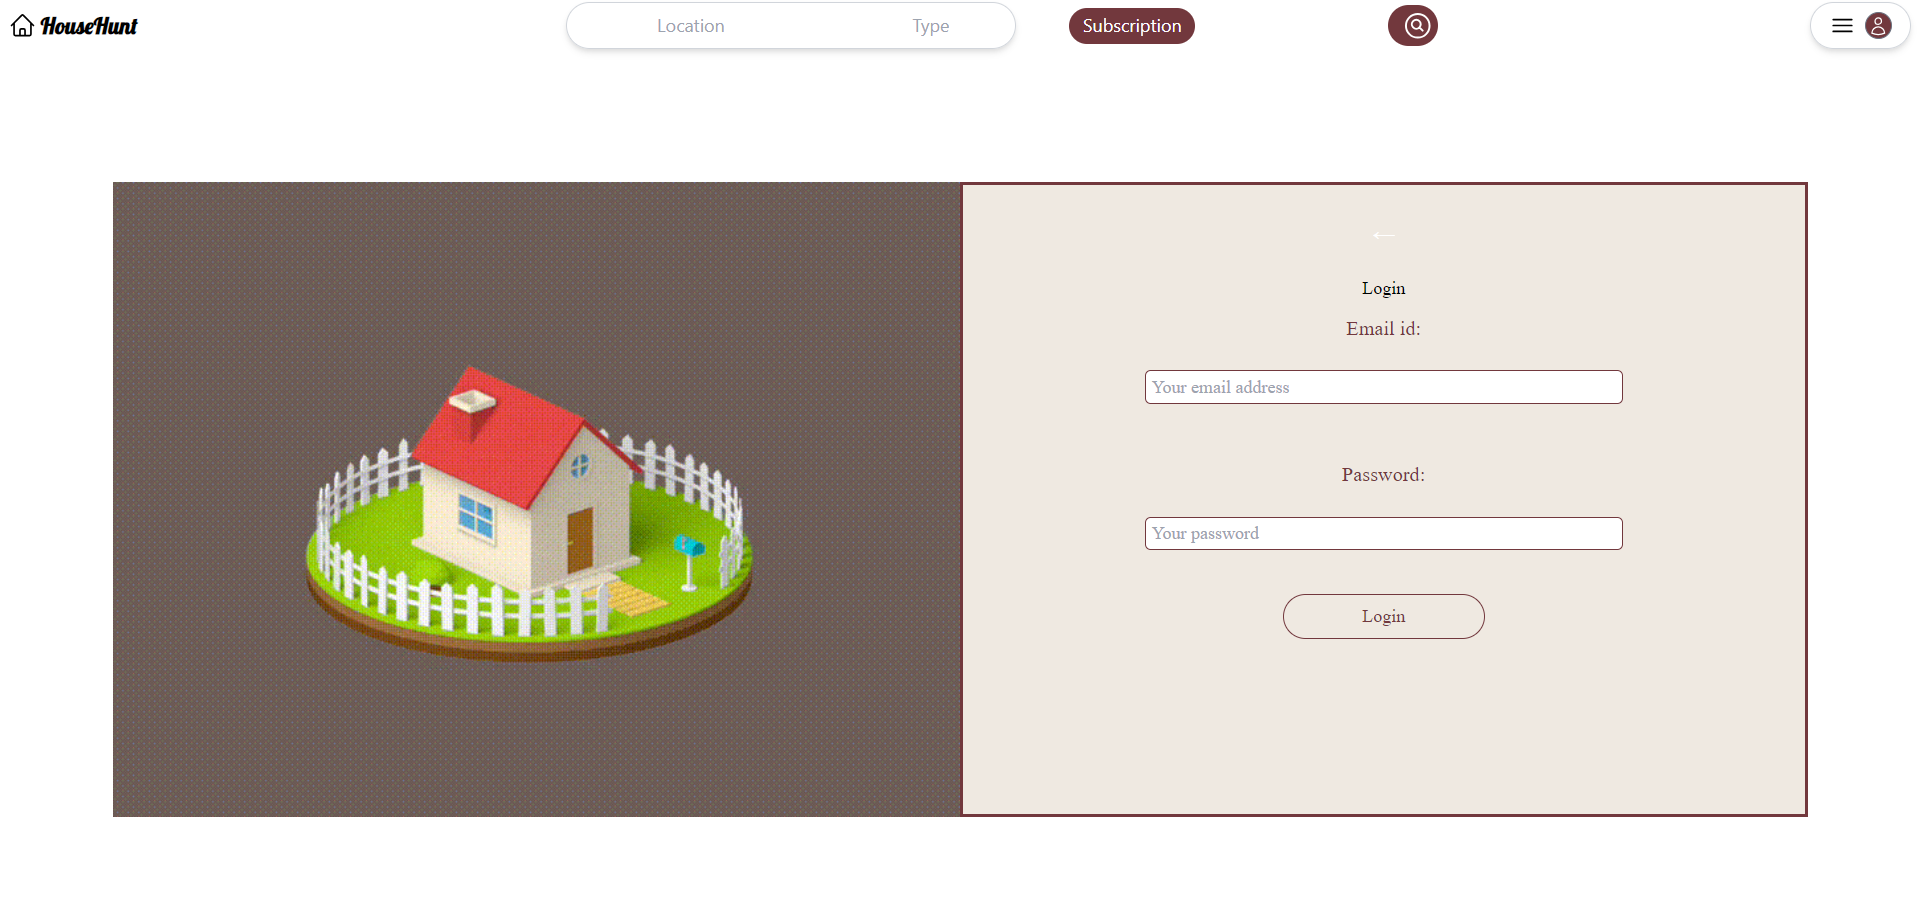 HouseHunt
Location
Type
Subscription
←
Login
Email id:
Your email address
Password:
Your password
Login